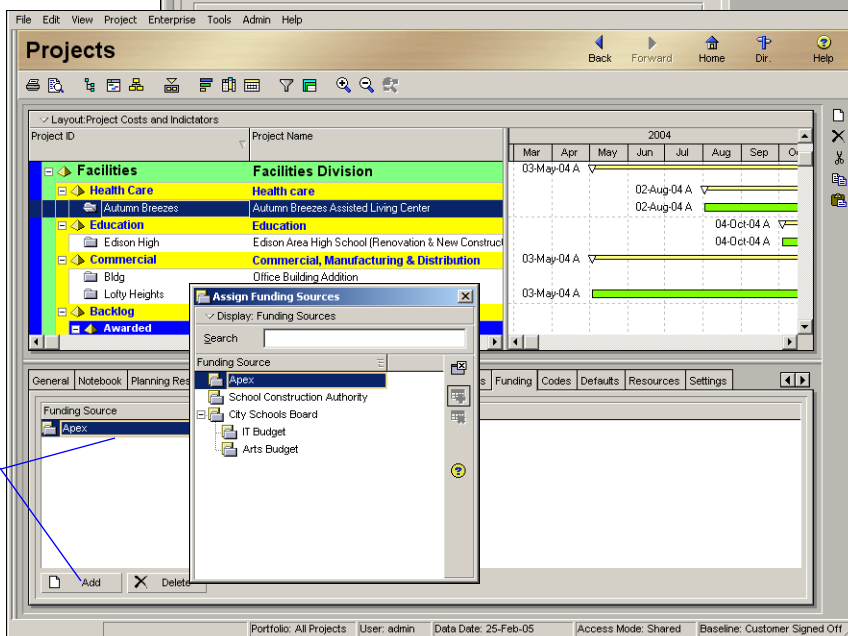 File Edit View Project Enterprise Tools Admin Help
Projects
Back Forward Home Dir. Help
Layout:Project Costs and Indictators
Project ID Project Name 2004
Mar Apr May Jun Jul Aug Sep
Facilities Facilities Division 03-May-04 A
Health Care Health care 02-Aug-04 A
Autumn Breezes Autumn Breezes Assisted Living Center 02-Aug-04 A
Education Education 04-Oct-04 A
Edison High Edison Area High School (Renovation & New Construct 04-Oct-04 A
Commercial Commercial, Manufacturing & Distribution 03-May-04 A
Bldg Office Building Addition
Lofty Heights 03-May-04 A
Backlog
Awarded
Assign Funding Sources
Display: Funding Sources
Search
Funding Source
Apex
School Construction Authority
City Schools Board
IT Budget
Arts Budget
General Notebook Planning Res s Funding Codes Defaults Resources Settings
Funding Source
Apex
Add Delete
Portfolio: All Projects User: admin Data Date: 25-Feb-05 Access Mode: Shared Baseline: Customer Signed Off